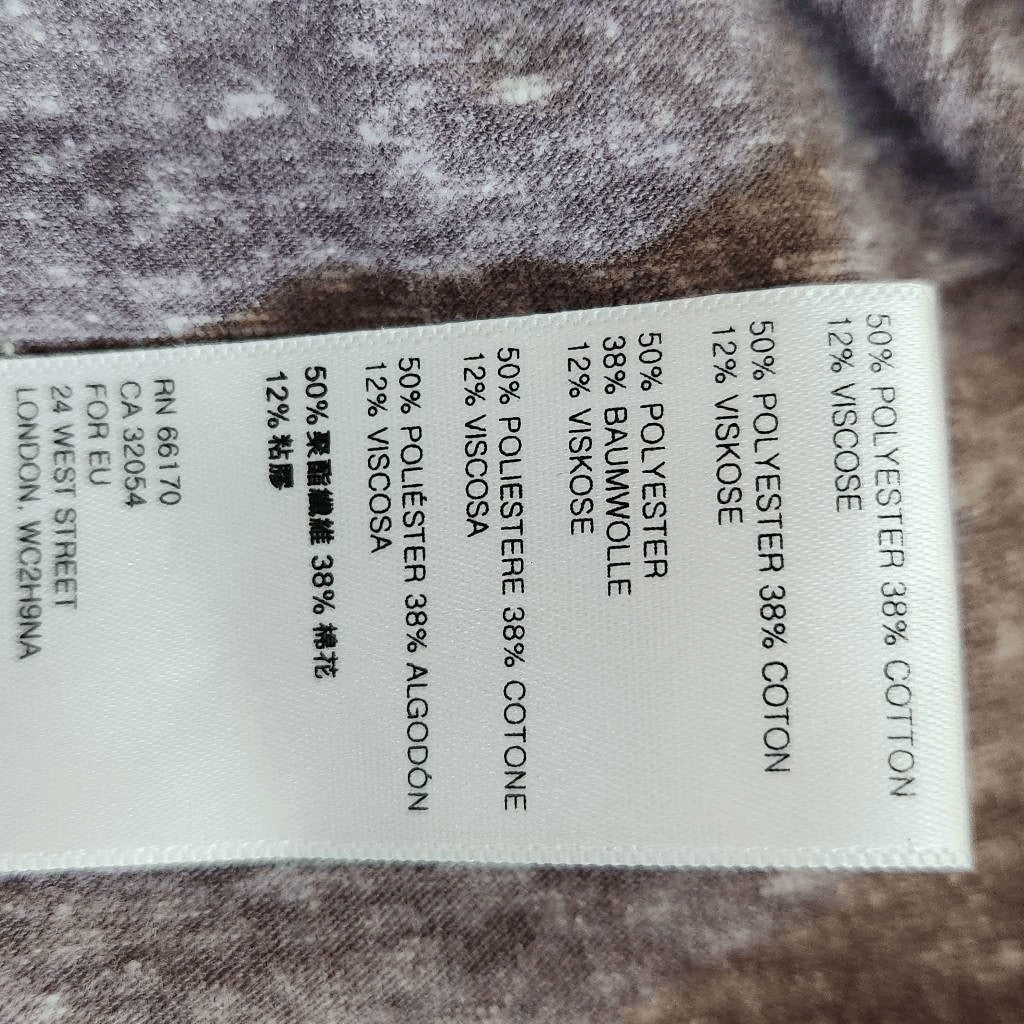 50% POLYESTER 38% COTTON
12% VISCOSE
50% POLYESTER 38% COTON
12% VISKOSE
50% POLYESTER
38% BAUMWOLLE
12% VISKOSE
50% POLIESTERE 38% COTONE
12% VISCOSA
50% POLIÉSTER 38% ALGODÓN
12% VISCOSA
50% 聚酯纖維 38% 棉花
12% 粘膠
RN 66170
CA 32054
FOR EU
24 WEST STREET
LONDON, WC2H9NA